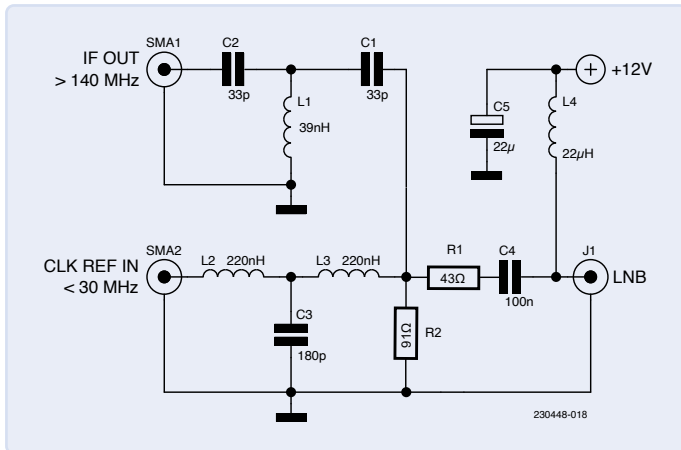 IF OUT
> 140 MHz
SMA1
C2
33p
C1
33p
L1
39nH
C5
22µ
L4
22µH
+12V
CLK REF IN
< 30 MHz
SMA2
L2 220nH
L3 220nH
C3
180p
R1
43Ω
C4
100n
R2
91Ω
J1
LNB
230448-018